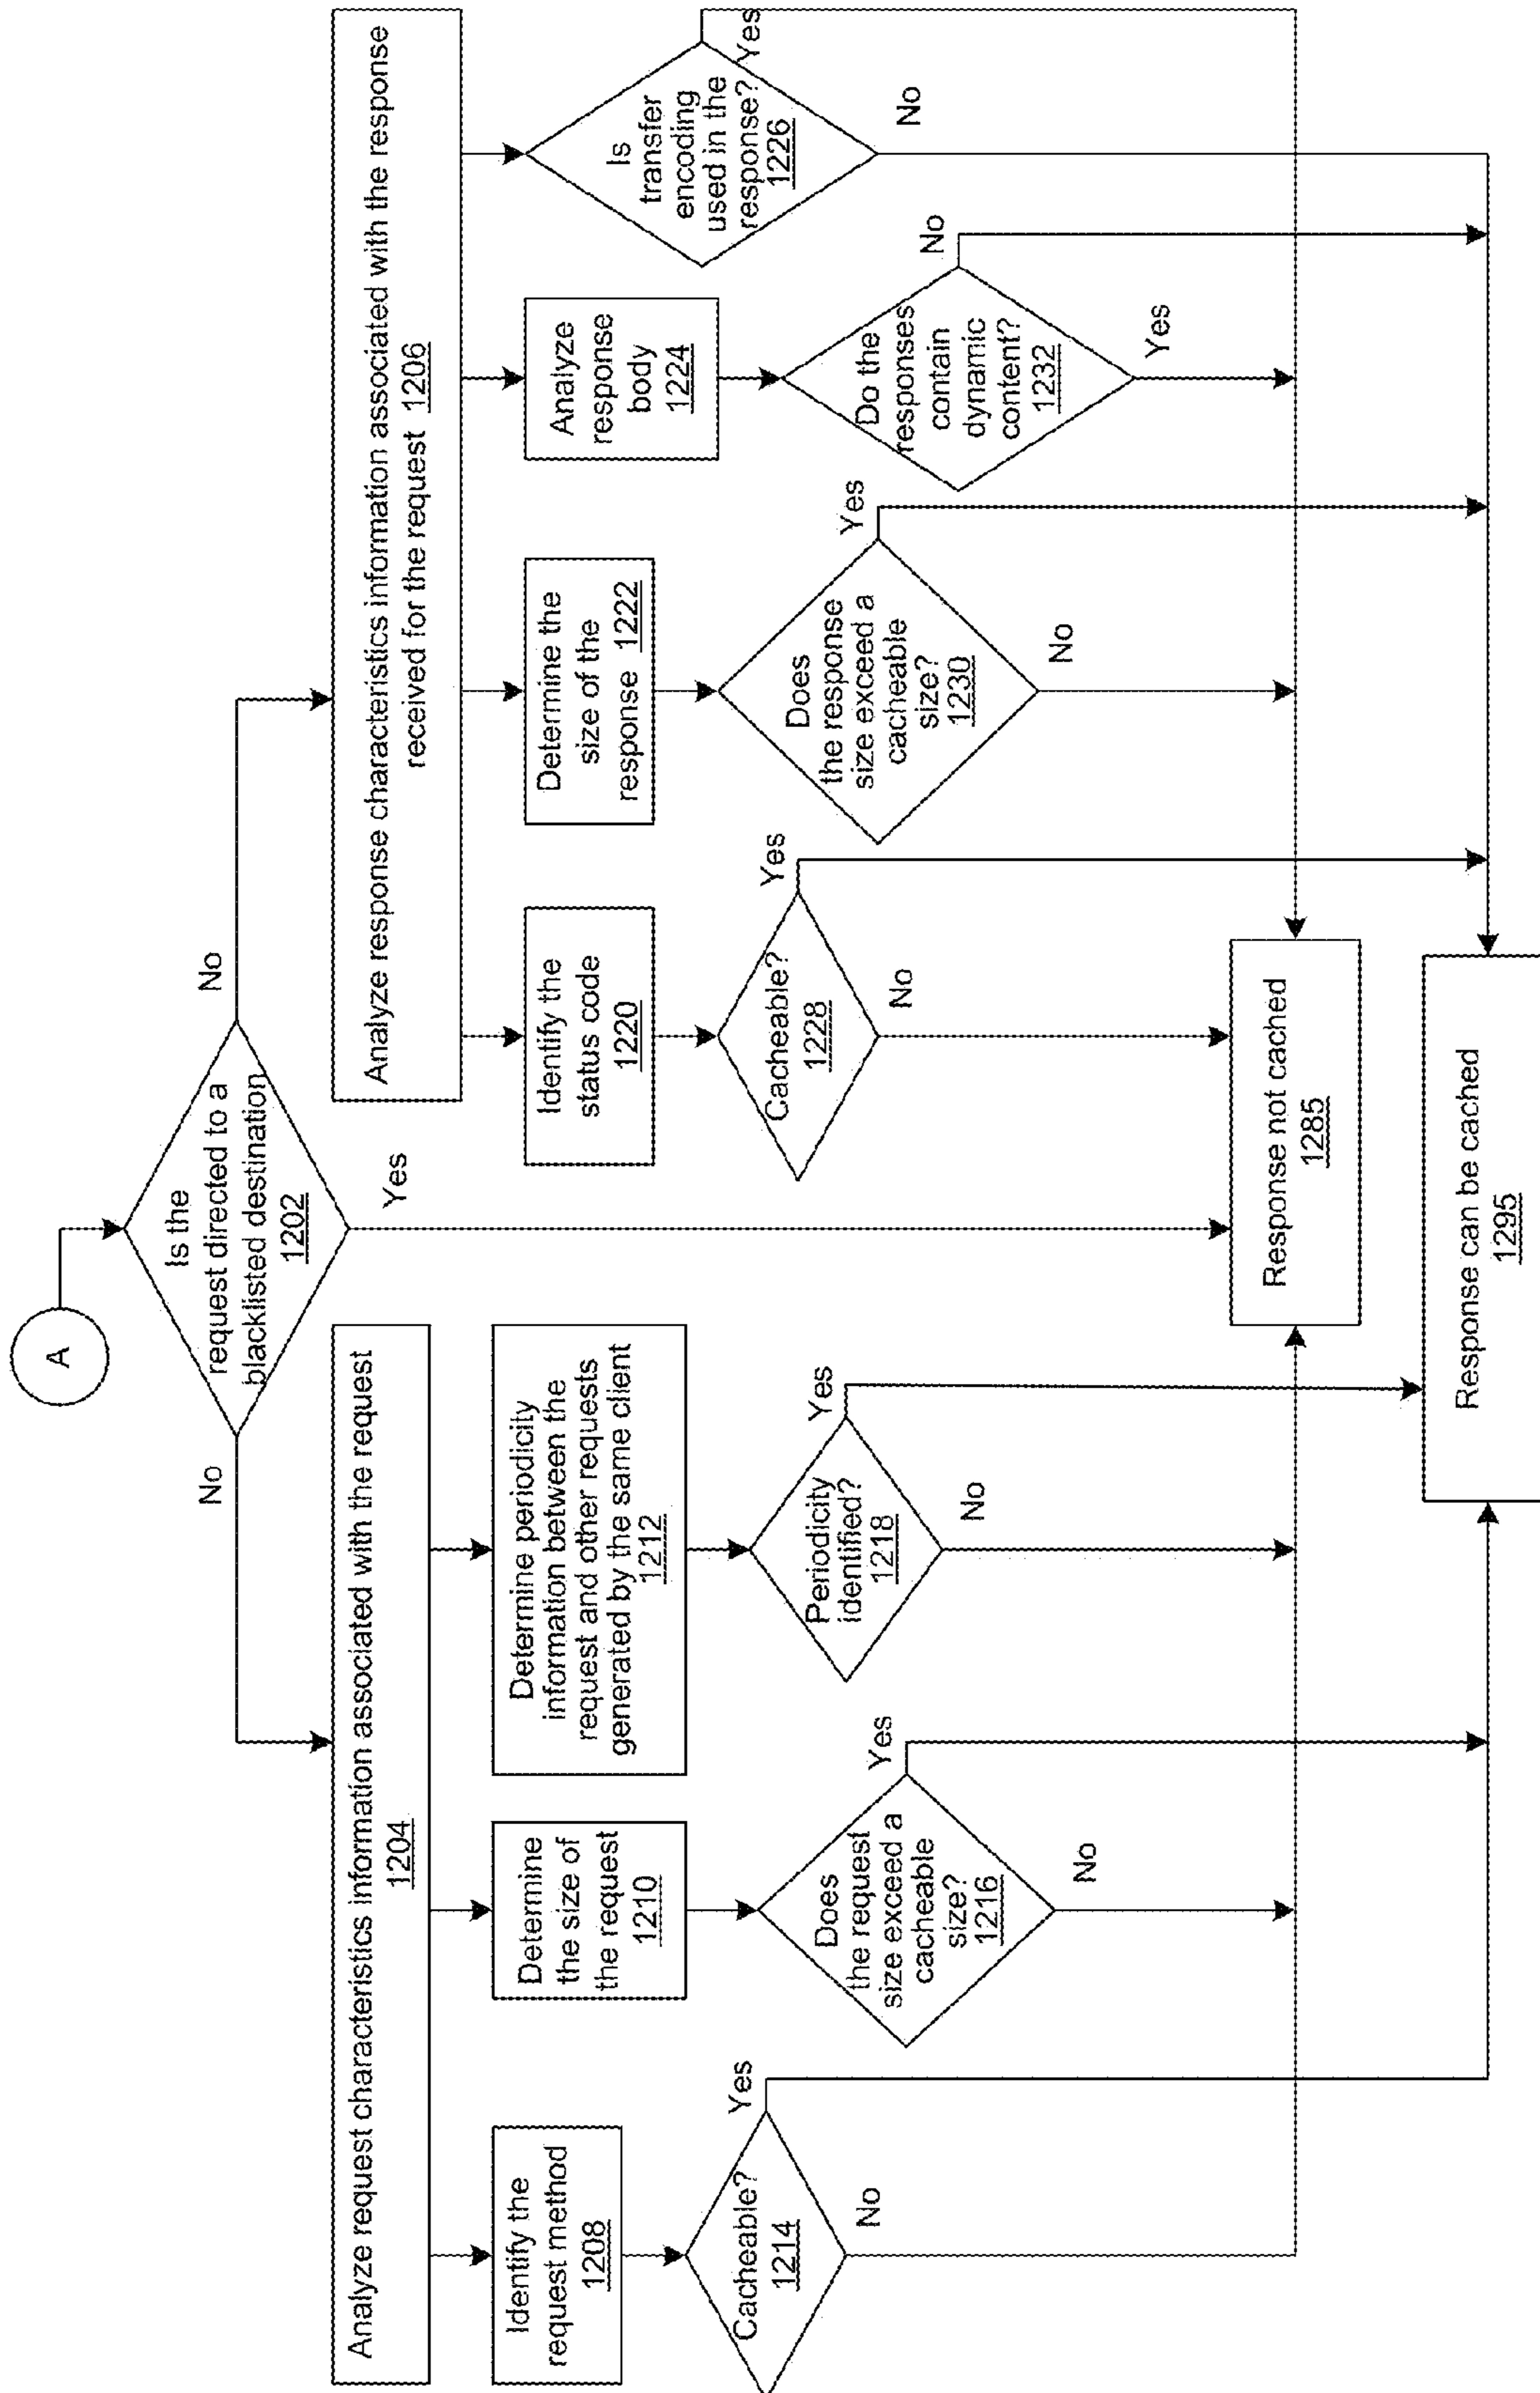 A
Is the
request directed to a
blacklisted destination
1202
No
No
Yes
Analyze request characteristics information associated with the request
1204
Analyze response characteristics information associated with the response
received for the request 1206
Identify the
request method
1208
Determine
the size of
the request
1210
Determine periodicity
information between the
request and other requests
generated by the same client
1212
Identify the
status code
1220
Determine the
size of the
response 1222
Analyze
response
body
1224
Is
transfer
encoding
used in the
response?
1226
Yes
No
Cacheable?
1214
Yes
No
Does
the request
size exceed a
cacheable
size?
1216
Yes
No
Periodicity
identified?
1218
Yes
No
Cacheable?
1228
Yes
No
Does
the response
size exceed a
cacheable
size?
1230
Yes
No
Do the
responses
contain
dynamic
content?
1232
No
Yes
Response not cached
1285
Response can be cached
1295